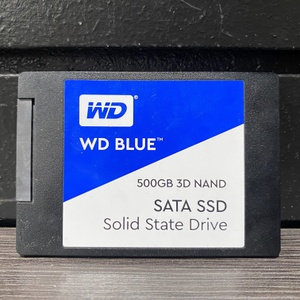 WD
WD BLUE™
500GB 3D NAND
SATA SSD
Solid State Drive